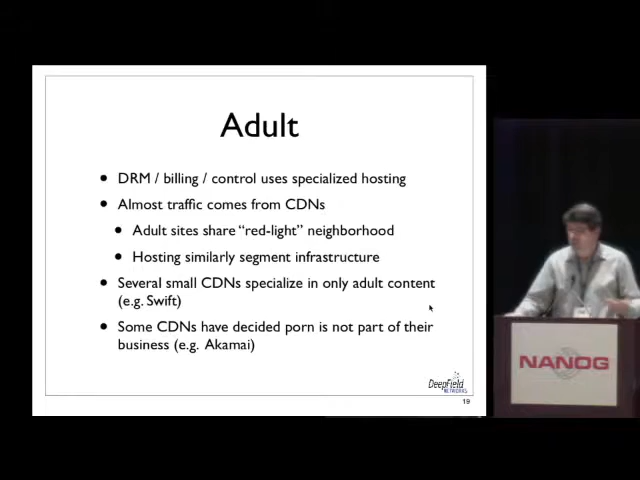 Adult
• DRM / billing / control uses specialized hosting
• Almost traffic comes from CDNs
• Adult sites share “red-light” neighborhood
• Hosting similarly segment infrastructure
• Several small CDNs specialize in only adult content
(e.g. Swift)
• Some CDNs have decided porn is not part of their
business (e.g. Akamai)
DeepField
NETWORKS
19
NANOG